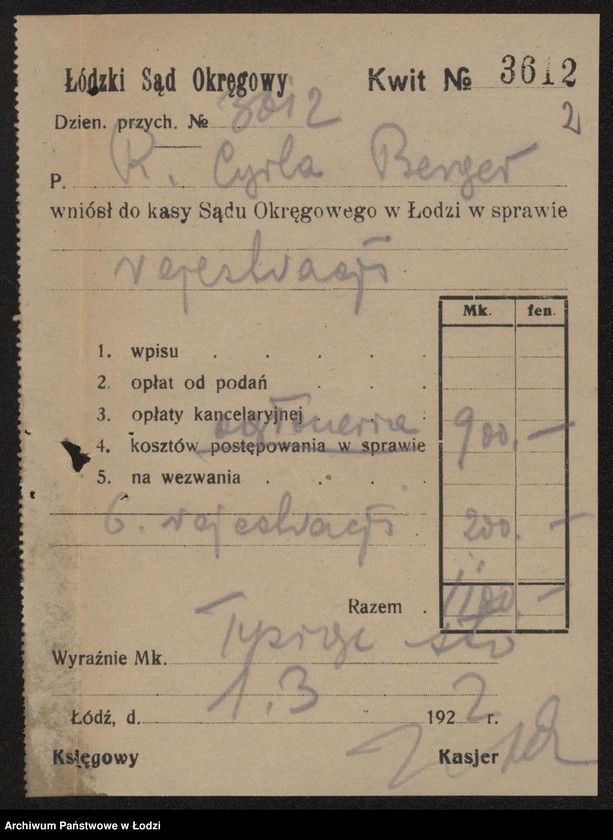 Łódzki Sąd Okręgowy Kwit № 3612
2
Dzien. przych. № 3612
P. R. Cyrla Berger
wniósł do kasy Sądu Okręgowego w Łodzi w sprawie
rejestracji
Mk. fen.
1. wpisu . . . . .
2. opłat od podań . . .
3. opłaty kancelaryjnej .
ogłoszenia 900. —
4. kosztów postępowania w sprawie
5. na wezwania . . . .
6. rejestracji 200. —
Razem . 1100. —
Wyraźnie Mk. Tysiąc sto
Łódź, d. 1.3 1922 r.
Księgowy Kasjer
Archiwum Państwowe w Łodzi